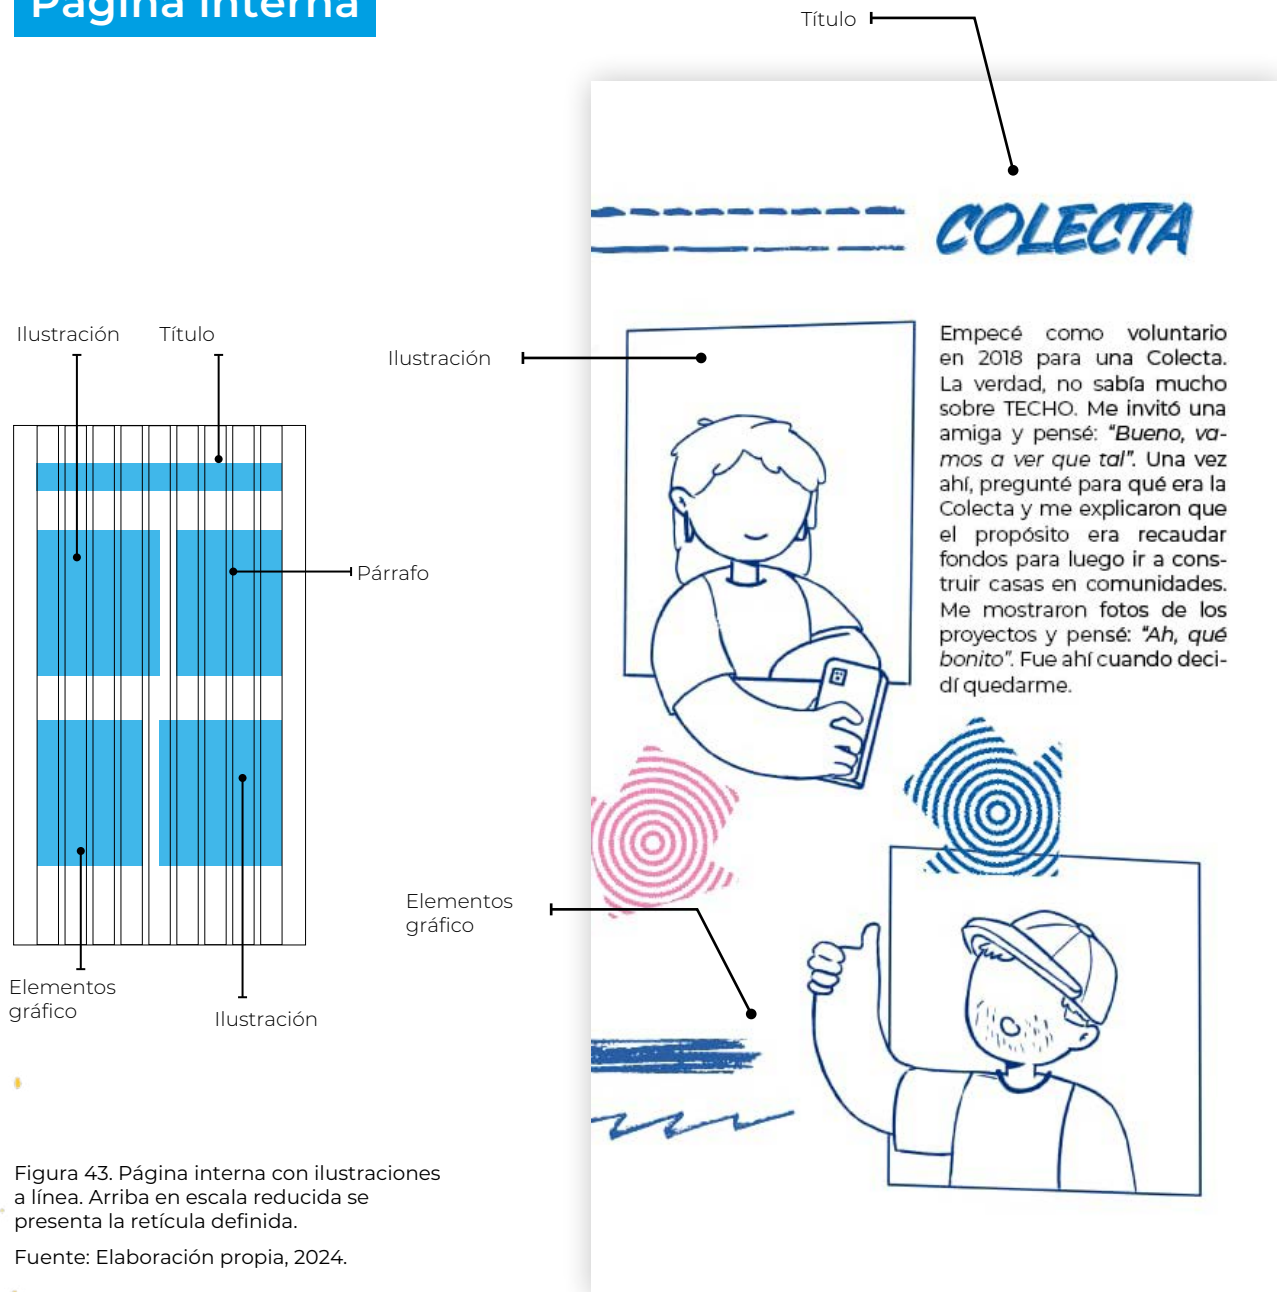 Página interna
Título
COLECTA
Ilustración
Título
Ilustración
Párrafo
Empecé como voluntario
en 2018 para una Colecta.
La verdad, no sabía mucho
sobre TECHO. Me invitó una
amiga y pensé: “Bueno, va-
mos a ver que tal”. Una vez
ahí, pregunté para qué era la
Colecta y me explicaron que
el propósito era recaudar
fondos para luego ir a cons-
truir casas en comunidades.
Me mostraron fotos de los
proyectos y pensé: “Ah, qué
bonito”. Fue ahí cuando deci-
dí quedarme.
Elementos
gráfico
Elementos
gráfico
Ilustración
Figura 43. Página interna con ilustraciones
a línea. Arriba en escala reducida se
presenta la retícula definida.
Fuente: Elaboración propia, 2024.